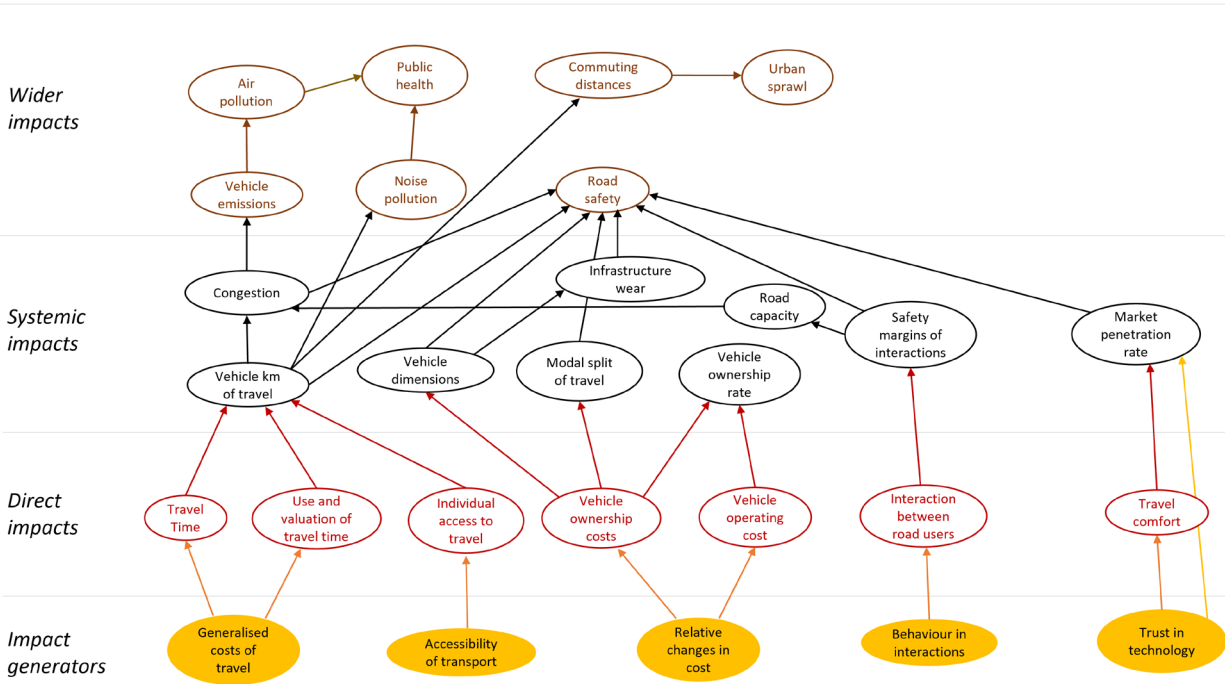 Wider
impacts
Air
pollution
Public
health
Commuting
distances
Urban
sprawl
Vehicle
emissions
Noise
pollution
Road
safety
Systemic
impacts
Congestion
Infrastructure
wear
Road
capacity
Safety
margins of
interactions
Market
penetration
rate
Vehicle km
of travel
Vehicle
dimensions
Modal split
of travel
Vehicle
ownership
rate
Direct
impacts
Travel
Time
Use and
valuation of
travel time
Individual
access to
travel
Vehicle
ownership
costs
Vehicle
operating
cost
Interaction
between
road users
Travel
comfort
Impact
generators
Generalised
costs of
travel
Accessibility
of transport
Relative
changes in
cost
Behaviour in
interactions
Trust in
technology